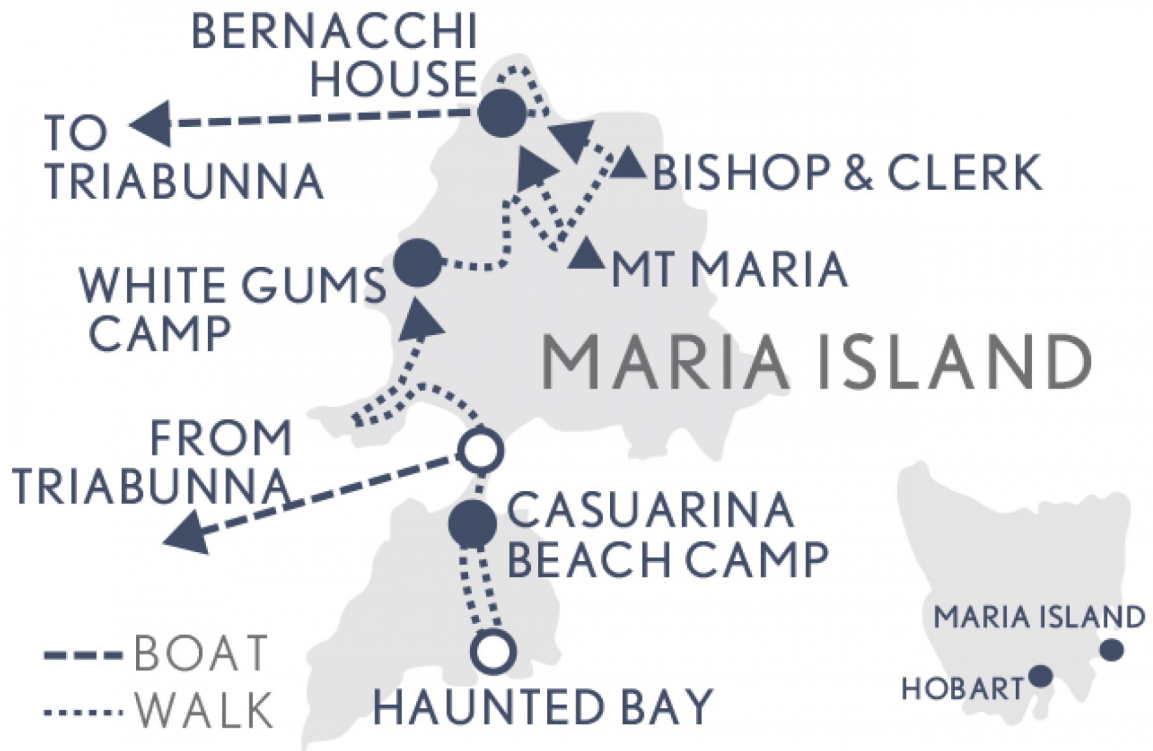 BERNACCHI
HOUSE
TO
TRIABUNNA
BISHOP & CLERK
MT MARIA
WHITE GUMS
CAMP
MARIA ISLAND
FROM
TRIABUNNA
CASUARINA
BEACH CAMP
HAUNTED BAY
BOAT
WALK
MARIA ISLAND
HOBART